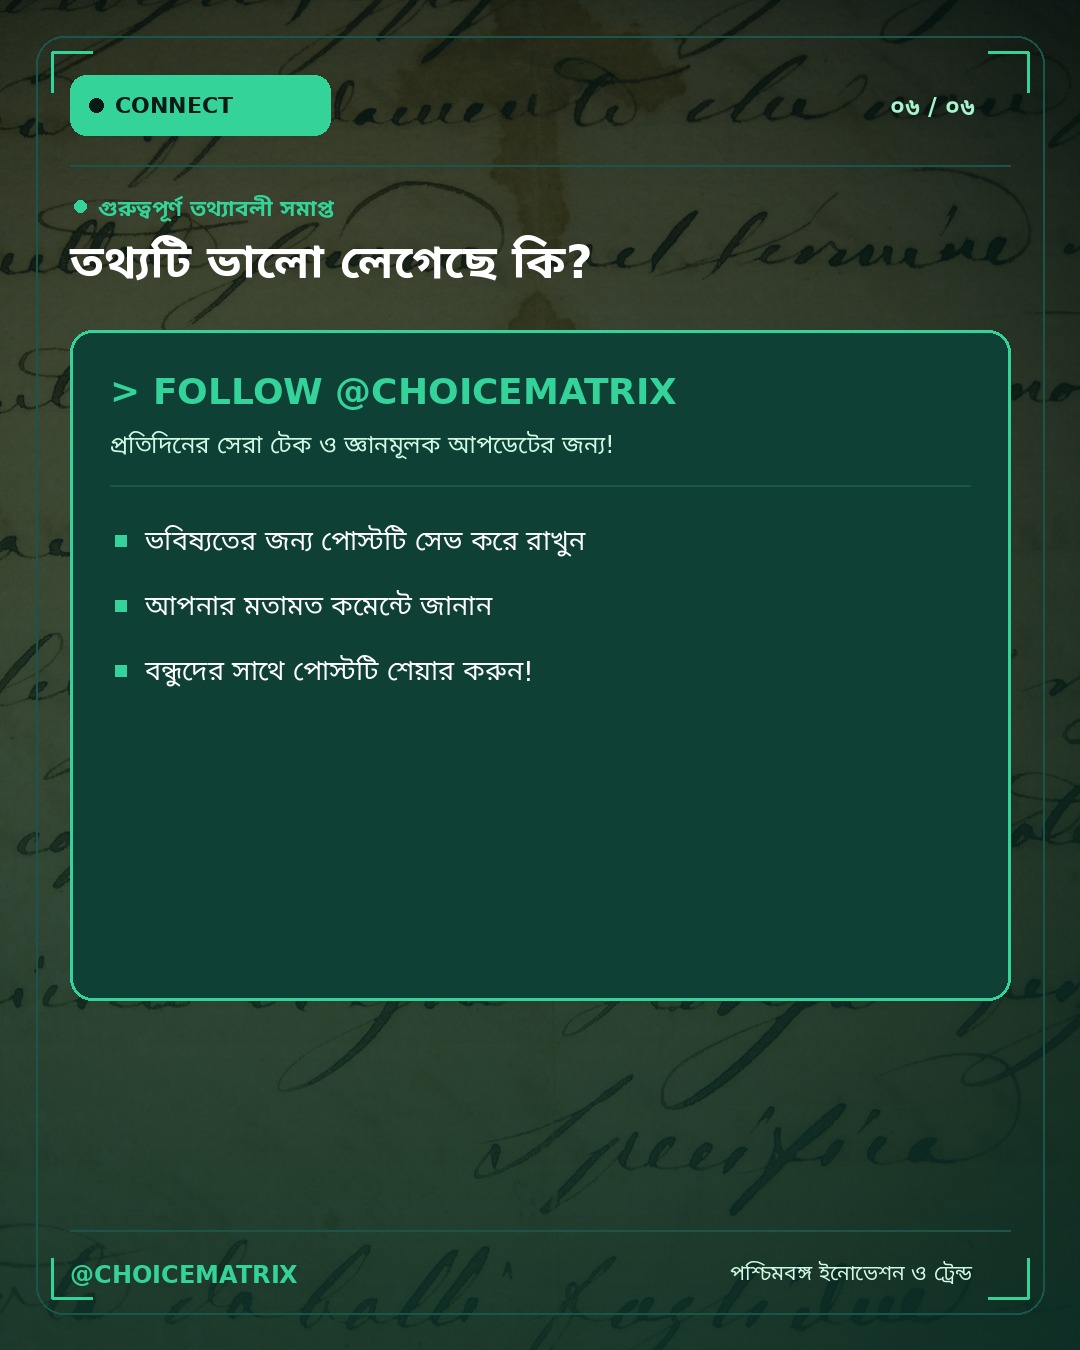 CONNECT
০৬ / ০৬
গুরুত্বপূর্ণ তথ্যাবলী সমাপ্ত
তথ্যটি ভালো লেগেছে কি?
> FOLLOW @CHOICEMATRIX
প্রতিদিনের সেরা টেক ও জ্ঞানমূলক আপডেটের জন্য!
ভবিষ্যতের জন্য পোস্টটি সেভ করে রাখুন
আপনার মতামত কমেন্টে জানান
বন্ধুদের সাথে পোস্টটি শেয়ার করুন!
Specifica
@CHOICEMATRIX
পশ্চিমবঙ্গ ইনোভেশন ও ট্রেন্ড